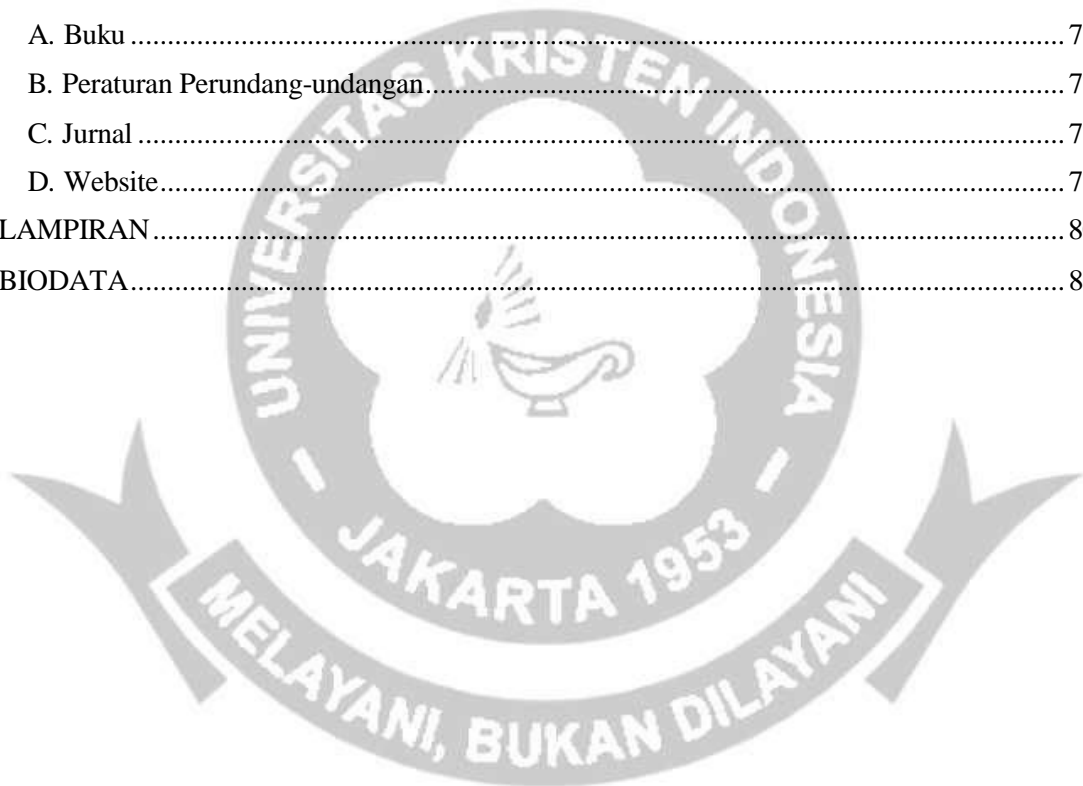 A. Buku ........................................................................................................................ 7
B. Peraturan Perundang-undangan ........................................................................................................................ 7
C. Jurnal ........................................................................................................................ 7
D. Website ........................................................................................................................ 7
LAMPIRAN ........................................................................................................................ 8
BIODATA ........................................................................................................................ 8
UNIVERSITAS KRISTEN INDONESIA
- JAKARTA 1953 -
MELAYANI, BUKAN DILAYANI